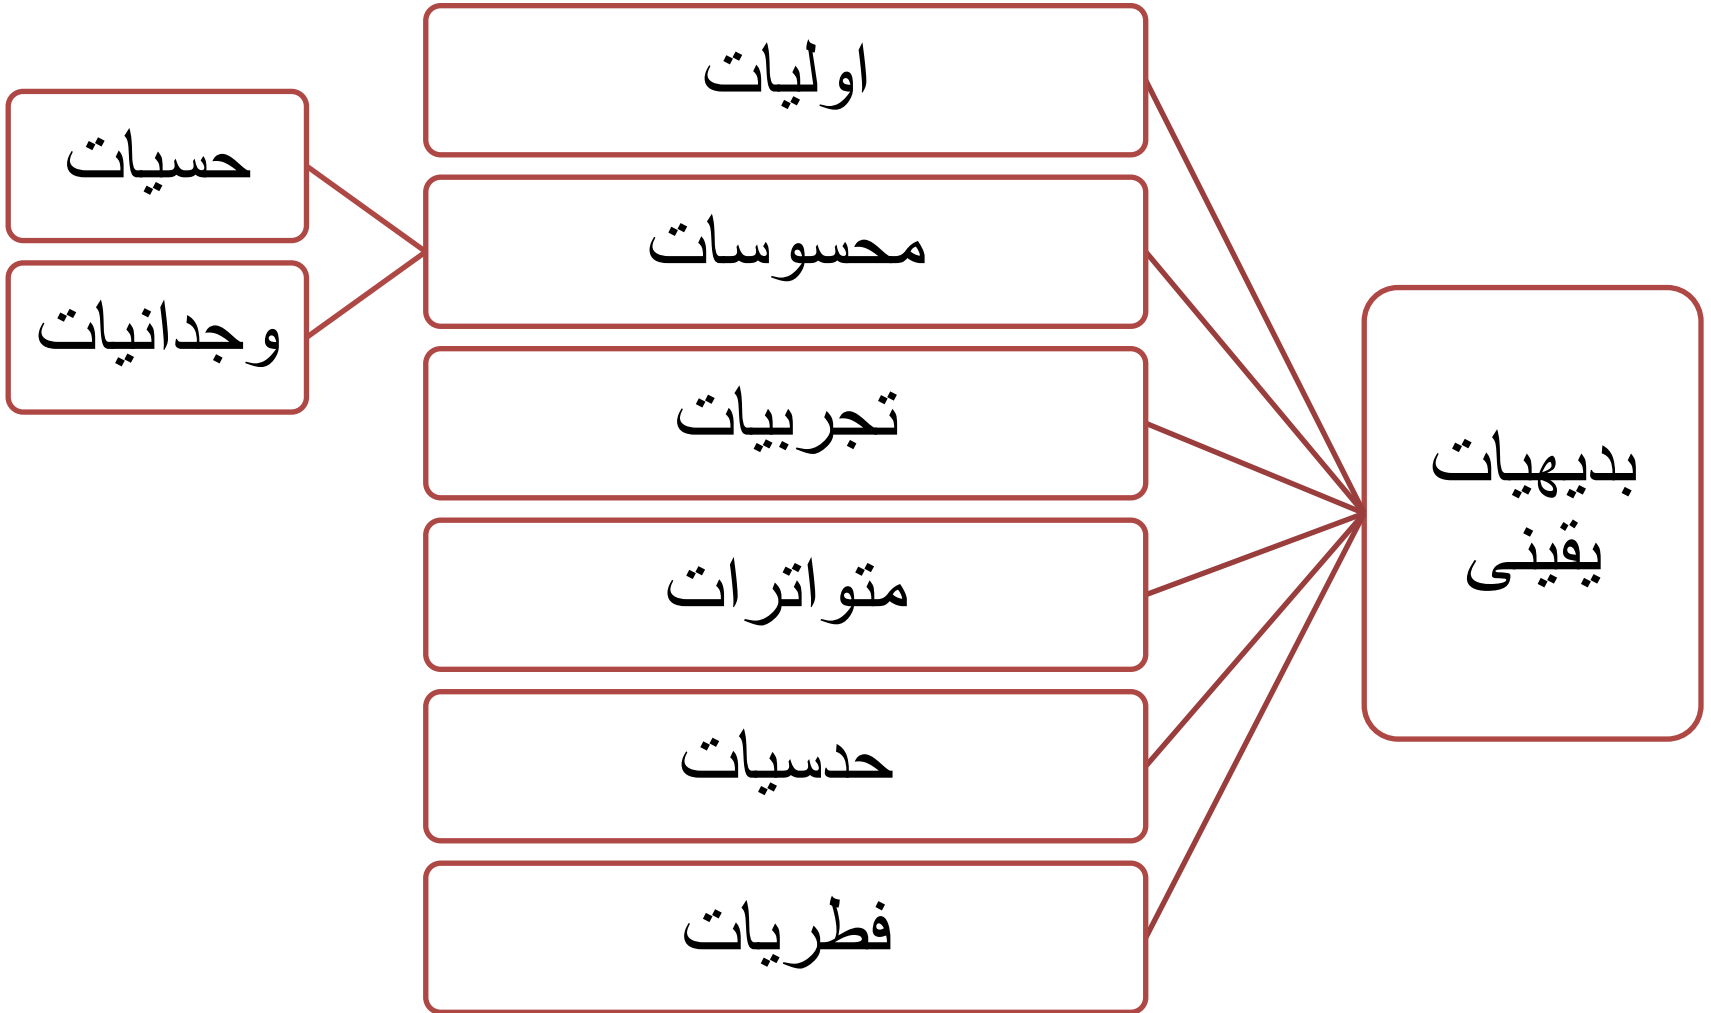 بدیهیات
یقینی
اولیات
محسوسات
حسیات
وجدانیات
تجربیات
متواترات
حدسیات
فطریات